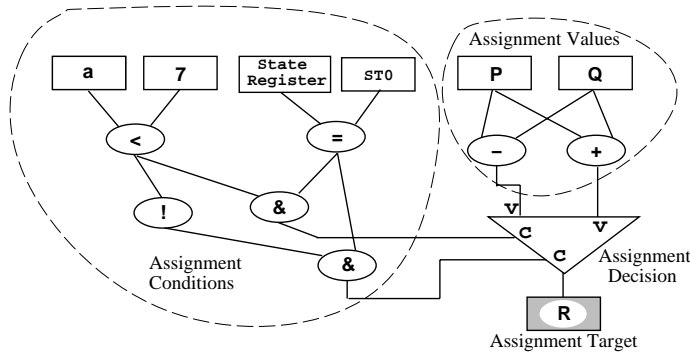 Assignment Values
a
7
State
Register
ST0
P
Q
<
=
–
+
!
&
&
V
V
C
C
Assignment
Conditions
Assignment
Decision
R
Assignment Target